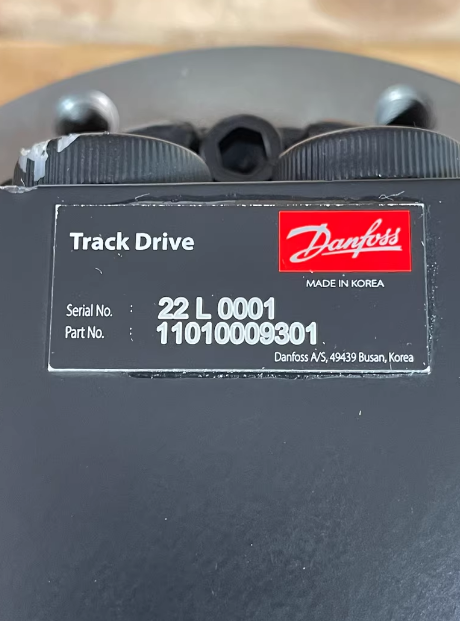 Track Drive
Danfoss
MADE IN KOREA
Serial No. : 22 L 0001
Part No. : 11010009301
Danfoss A/S, 49439 Busan, Korea